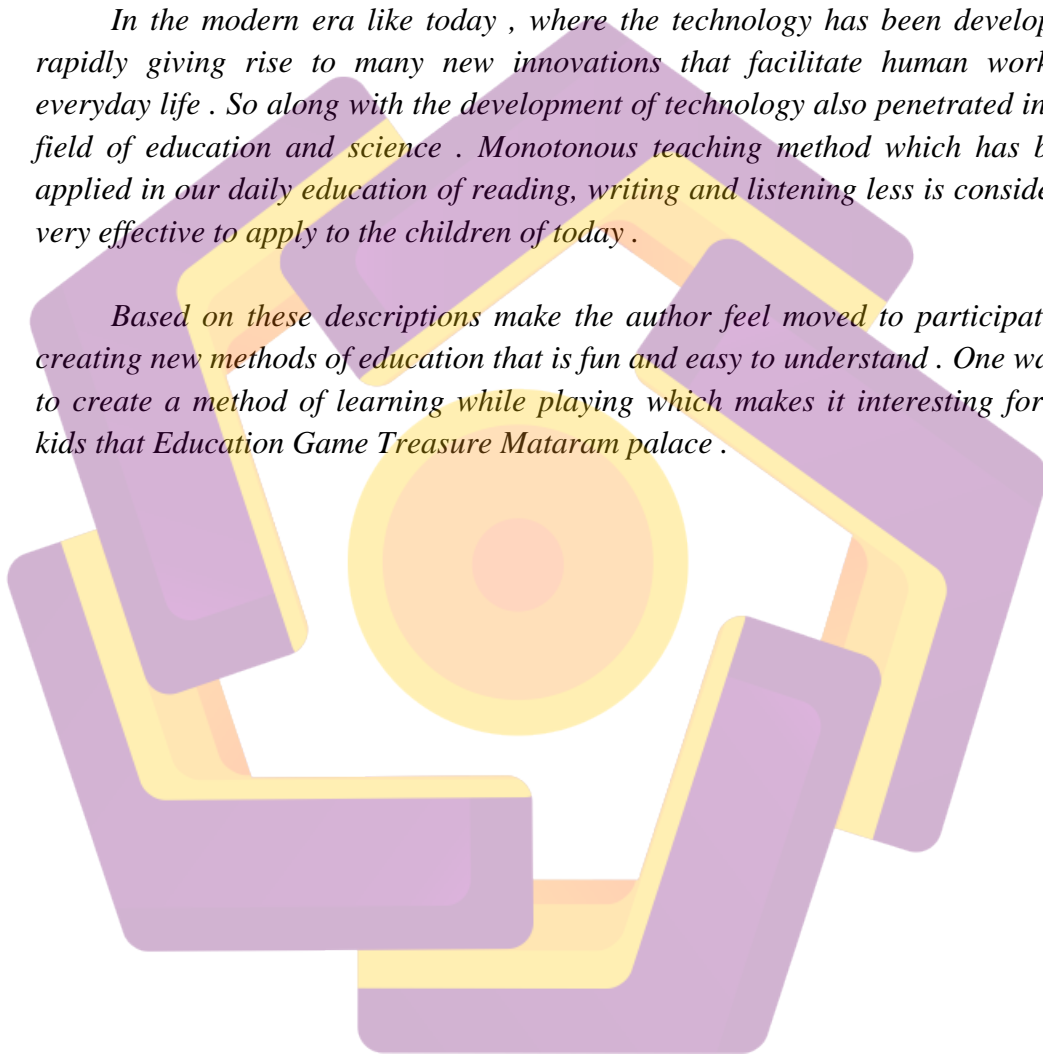 In the modern era like today , where the technology has been develop
rapidly giving rise to many new innovations that facilitate human work
everyday life . So along with the development of technology also penetrated in
field of education and science . Monotonous teaching method which has b
applied in our daily education of reading, writing and listening less is conside
very effective to apply to the children of today .
Based on these descriptions make the author feel moved to participat
creating new methods of education that is fun and easy to understand . One wa
to create a method of learning while playing which makes it interesting for
kids that Education Game Treasure Mataram palace .